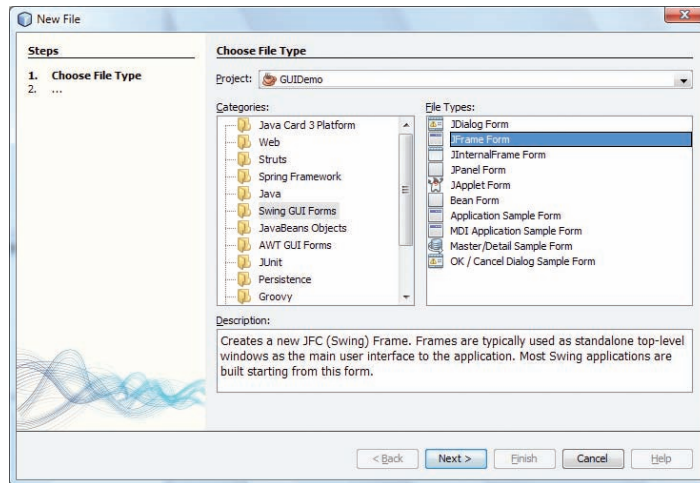 New File
Steps
1. Choose File Type
2. ...
Choose File Type
Project: GUIDemo
Categories:
Java Card 3 Platform
Web
Struts
Spring Framework
Java
Swing GUI Forms
JavaBeans Objects
AWT GUI Forms
JUnit
Persistence
Groovy
File Types:
JDialog Form
JFrame Form
JInternalFrame Form
JPanel Form
JApplet Form
Bean Form
Application Sample Form
MDI Application Sample Form
Master/Detail Sample Form
OK / Cancel Dialog Sample Form
Description:
Creates a new JFC (Swing) Frame. Frames are typically used as standalone top-level
windows as the main user interface to the application. Most Swing applications are
built starting from this form.
< Back
Next >
Finish
Cancel
Help